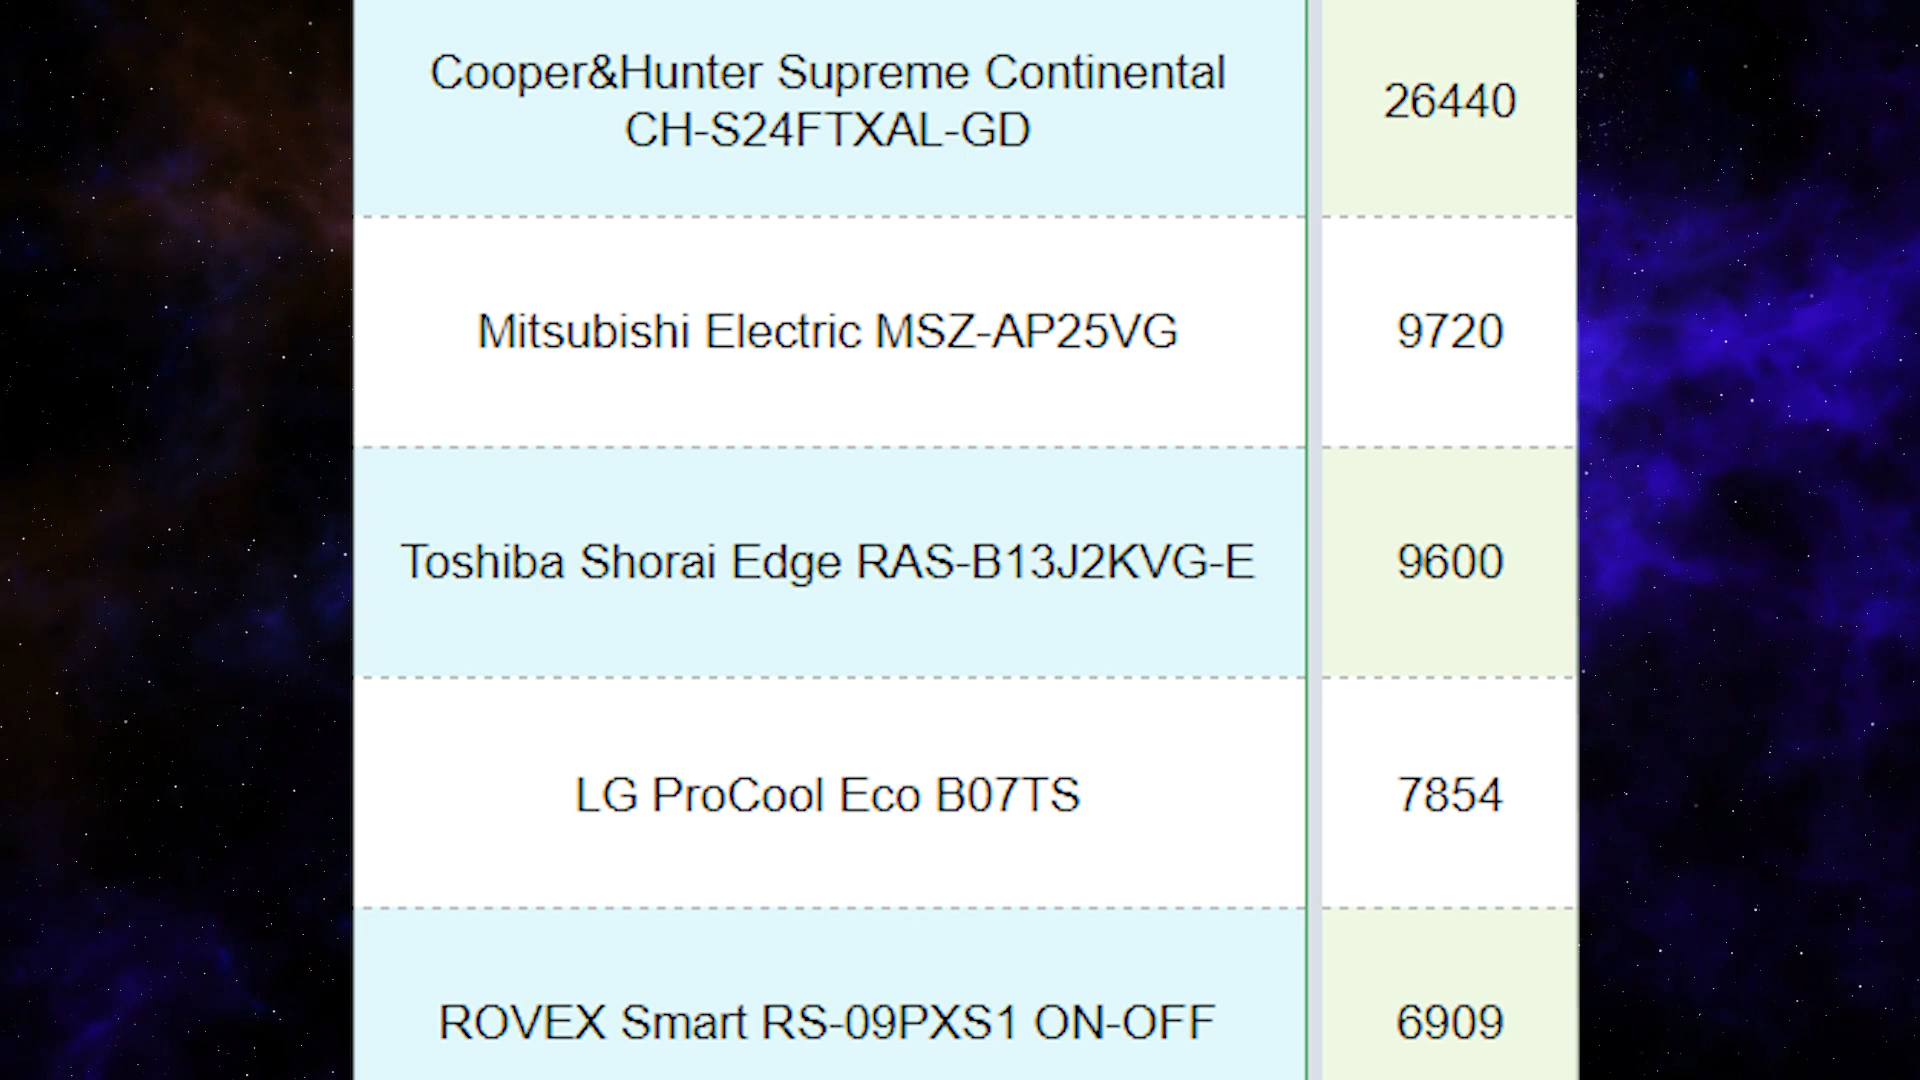 Cooper&Hunter Supreme Continental
CH-S24FTXAL-GD
26440
Mitsubishi Electric MSZ-AP25VG
9720
Toshiba Shorai Edge RAS-B13J2KVG-E
9600
LG ProCool Eco B07TS
7854
ROVEX Smart RS-09PXS1 ON-OFF
6909